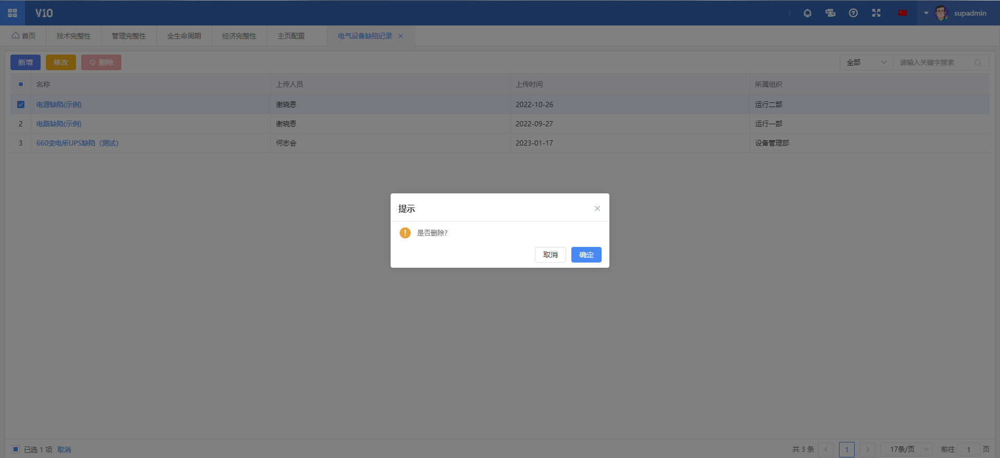 V10
supadmin
首页 技术完整性 管理完整性 全生命周期 经济完整性 主页配置 电气设备缺陷记录
新增 修改 删除 全部 请输入关键字搜索
名称 上传人员 上传时间 所属组织
电源缺陷(示例) 谢晓恩 2022-10-26 运行二部
2 电路缺陷(示例) 谢晓恩 2022-09-27 运行一部
3 660变电所UPS缺陷（测试） 何志会 2023-01-17 设备管理部
提示
是否删除?
取消 确定
已选 1 项 取消 共 3 条 1 17条/页 前往 1 页